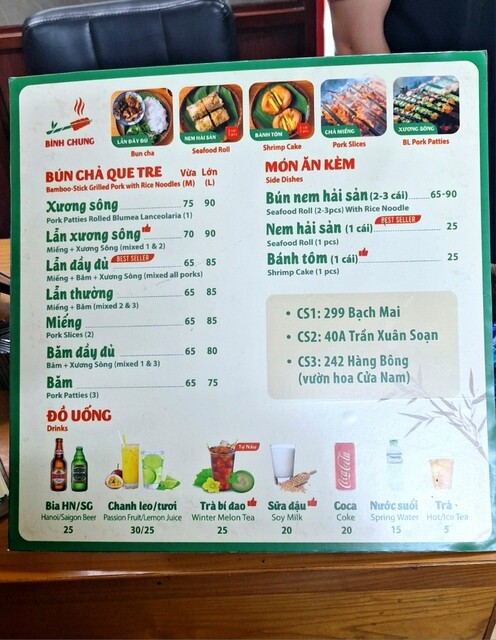 BÌNH CHUNG
LẨN ĐẦY ĐỦ
NEM HẢI SẢN
BÁNH TÔM
CHẢ MIẾNG
XƯƠNG SÔNG
Bun cha
Seafood Roll
Shrimp Cake
Pork Slices
BL Pork Patties
BÚN CHẢ QUE TRE Vừa Lớn
Bamboo-Stick Grilled Pork with Rice Noodles (M) (L)
Xương sông 75 90
Pork Patties Rolled Blumea Lanceolaria (1)
Lẩn xương sông 70 90
Miếng + Xương Sông (mixed 1 & 2)
Lẩn đầy đủ BEST SELLER 65 85
Miếng + Băm + Xương Sông (mixed all porks)
Lẩn thường 65 85
Miếng + Băm (mixed 2 & 3)
Miếng 65 85
Pork Slices (2)
Băm đầy đủ 65 80
Băm + Xương Sông (mixed 1 & 3)
Băm 65 75
Pork Patties (3)
MÓN ĂN KÈM
Side Dishes
Bún nem hải sản (2-3 cái) 65-90
Seafood Roll (2-3pcs) With Rice Noodle
Nem hải sản (1 cái) BEST SELLER 25
Seafood Roll (1 pcs)
Bánh tôm (1 cái) 25
Shrimp Cake (1 pcs)
• CS1: 299 Bạch Mai
• CS2: 40A Trần Xuân Soạn
• CS3: 242 Hàng Bông
(vườn hoa Cửa Nam)
ĐỒ UỐNG
Drinks
Tự Nấu
Coca-Cola
Bia HN/SG
Hanoi/Saigon Beer
25
Chanh leo/tươi
Passion Fruit/Lemon Juice
30/25
Trà bí đao
Winter Melon Tea
25
Sữa đậu
Soy Milk
20
Coca
Coke
20
Nước suối
Spring Water
15
Trà
Hot/Ice Tea
5